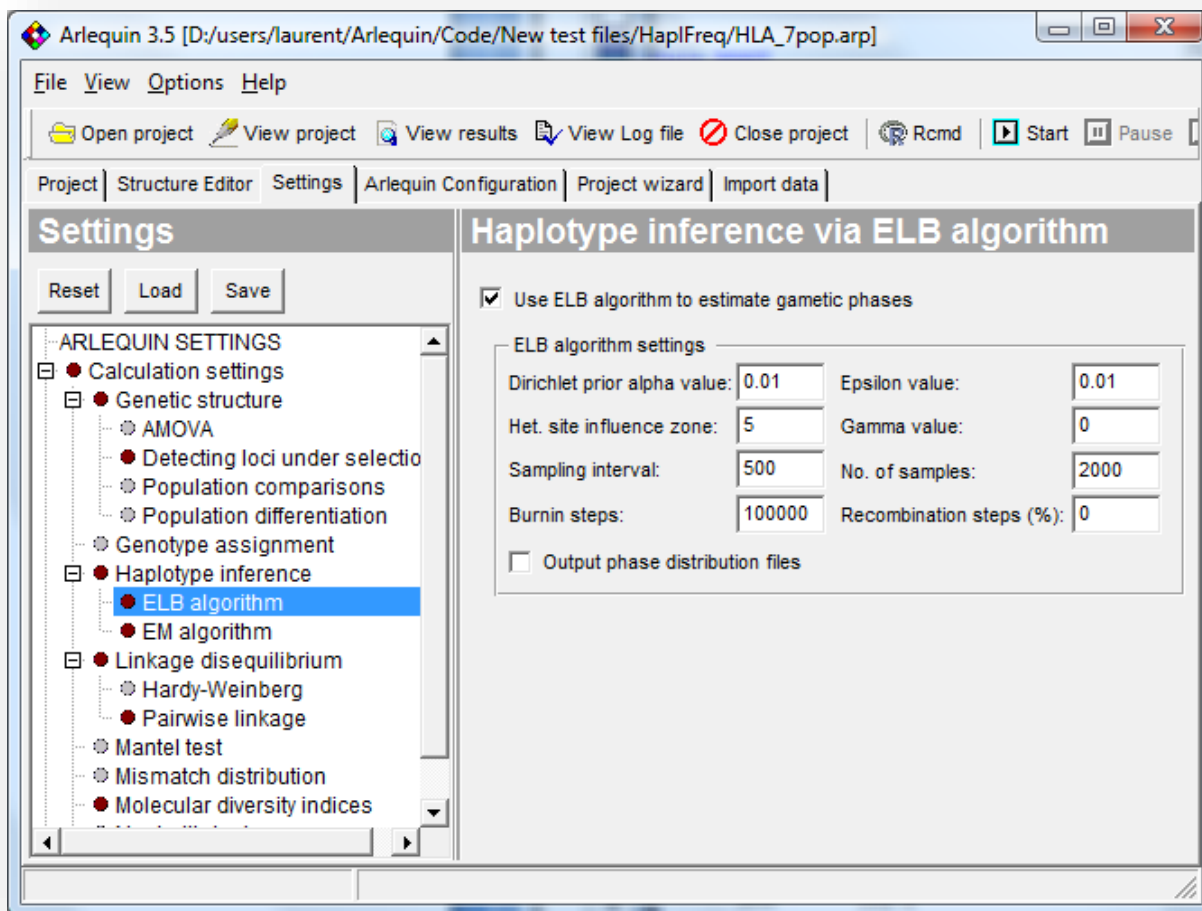 Arlequin 3.5 [D:/users/laurent/Arlequin/Code/New test files/HaplFreq/HLA_7pop.arp]
File View Options Help
Open project View project View results View Log file Close project Rcmd Start Pause
Project Structure Editor Settings Arlequin Configuration Project wizard Import data
Settings
Reset Load Save
ARLEQUIN SETTINGS
Calculation settings
Genetic structure
AMOVA
Detecting loci under selectio
Population comparisons
Population differentiation
Genotype assignment
Haplotype inference
ELB algorithm
EM algorithm
Linkage disequilibrium
Hardy-Weinberg
Pairwise linkage
Mantel test
Mismatch distribution
Molecular diversity indices
Haplotype inference via ELB algorithm
Use ELB algorithm to estimate gametic phases
ELB algorithm settings
Dirichlet prior alpha value: 0.01 Epsilon value: 0.01
Het. site influence zone: 5 Gamma value: 0
Sampling interval: 500 No. of samples: 2000
Burnin steps: 100000 Recombination steps (%): 0
Output phase distribution files